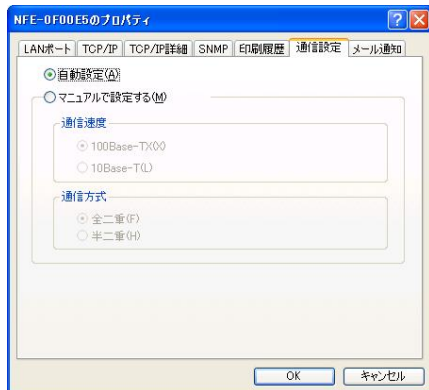 NFE-0F00E5のプロパティ
LANポート TCP/IP TCP/IP詳細 SNMP 印刷履歴 通信設定 メール通知
自動設定(A)
マニュアルで設定する(M)
通信速度
100Base-TX(X)
10Base-T(L)
通信方式
全二重(F)
半二重(H)
OK キャンセル